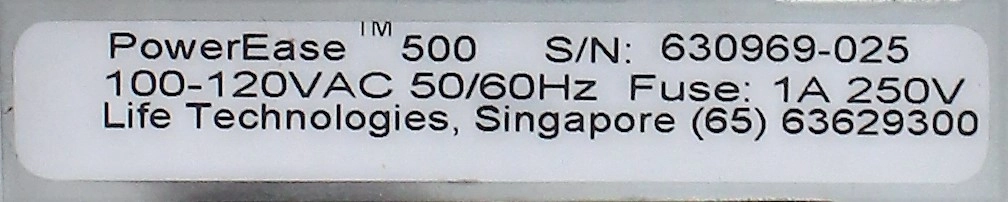 PowerEase™ 500 S/N: 630969-025
100-120VAC 50/60Hz Fuse: 1A 250V
Life Technologies, Singapore (65) 63629300